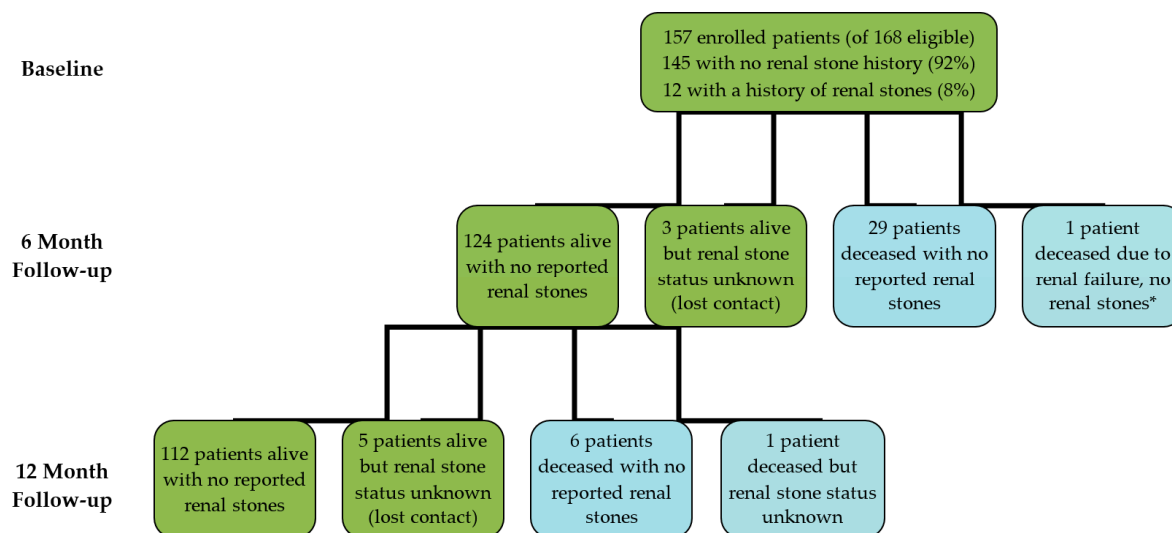 Baseline
157 enrolled patients (of 168 eligible)
145 with no renal stone history (92%)
12 with a history of renal stones (8%)
6 Month
Follow-up
124 patients alive
with no reported
renal stones
3 patients alive
but renal stone
status unknown
(lost contact)
29 patients
deceased with no
reported renal
stones
1 patient
deceased due to
renal failure, no
renal stones*
12 Month
Follow-up
112 patients alive
with no reported
renal stones
5 patients alive
but renal stone
status unknown
(lost contact)
6 patients
deceased with no
reported renal
stones
1 patient
deceased but
renal stone status
unknown